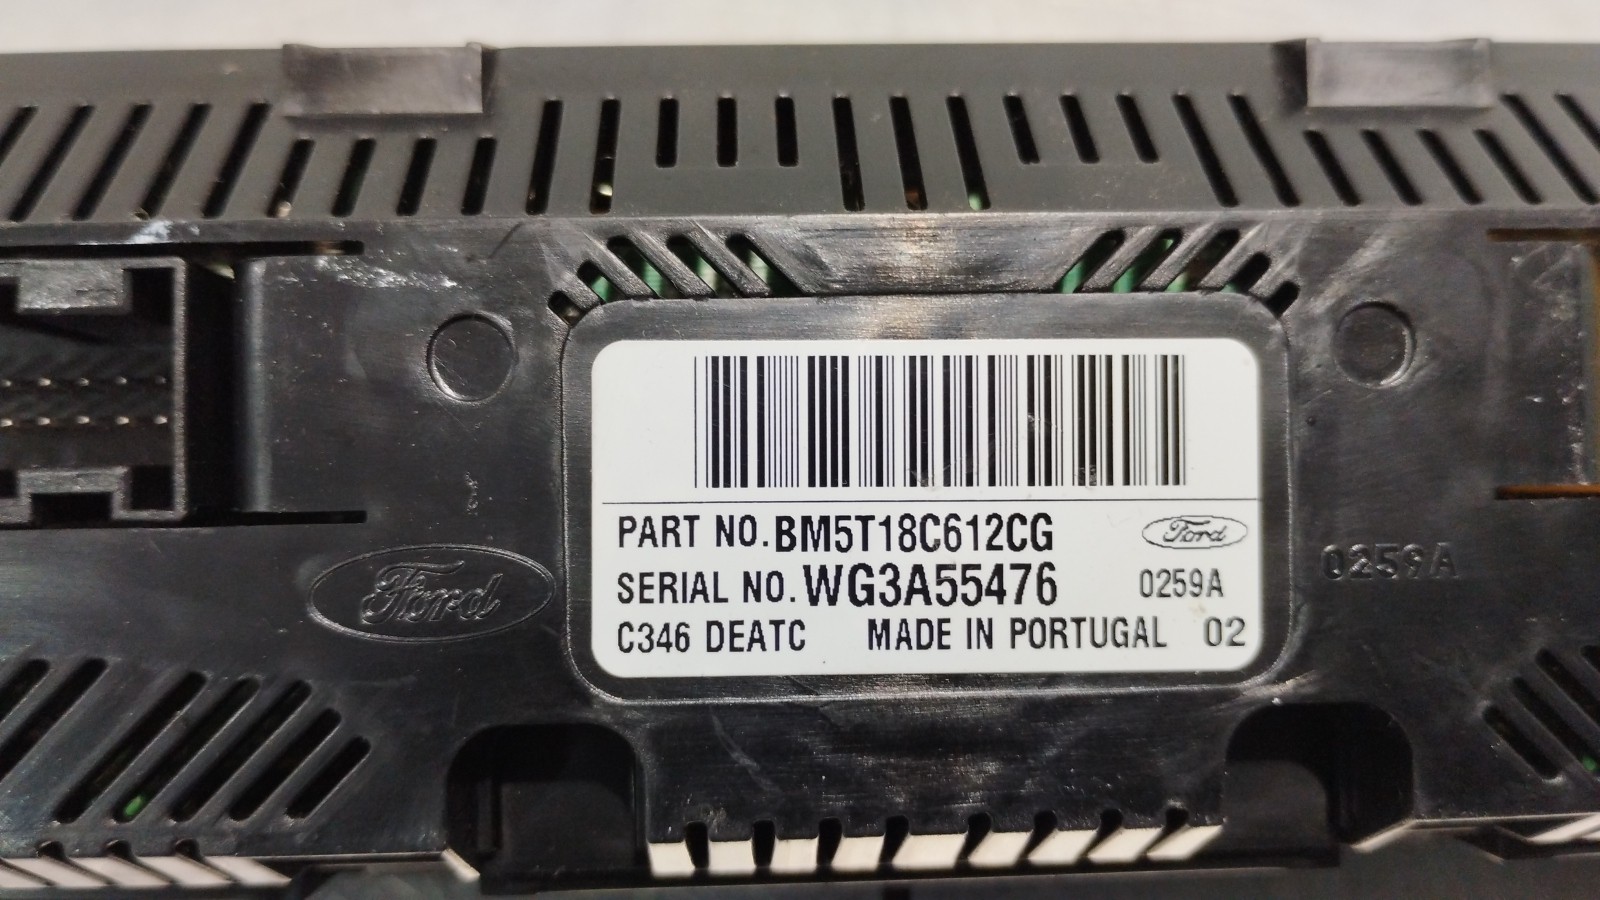 PART NO. BM5T18C612CG
Ford
SERIAL NO. WG3A55476 0259A
C346 DEATC MADE IN PORTUGAL 02
Ford
0259A